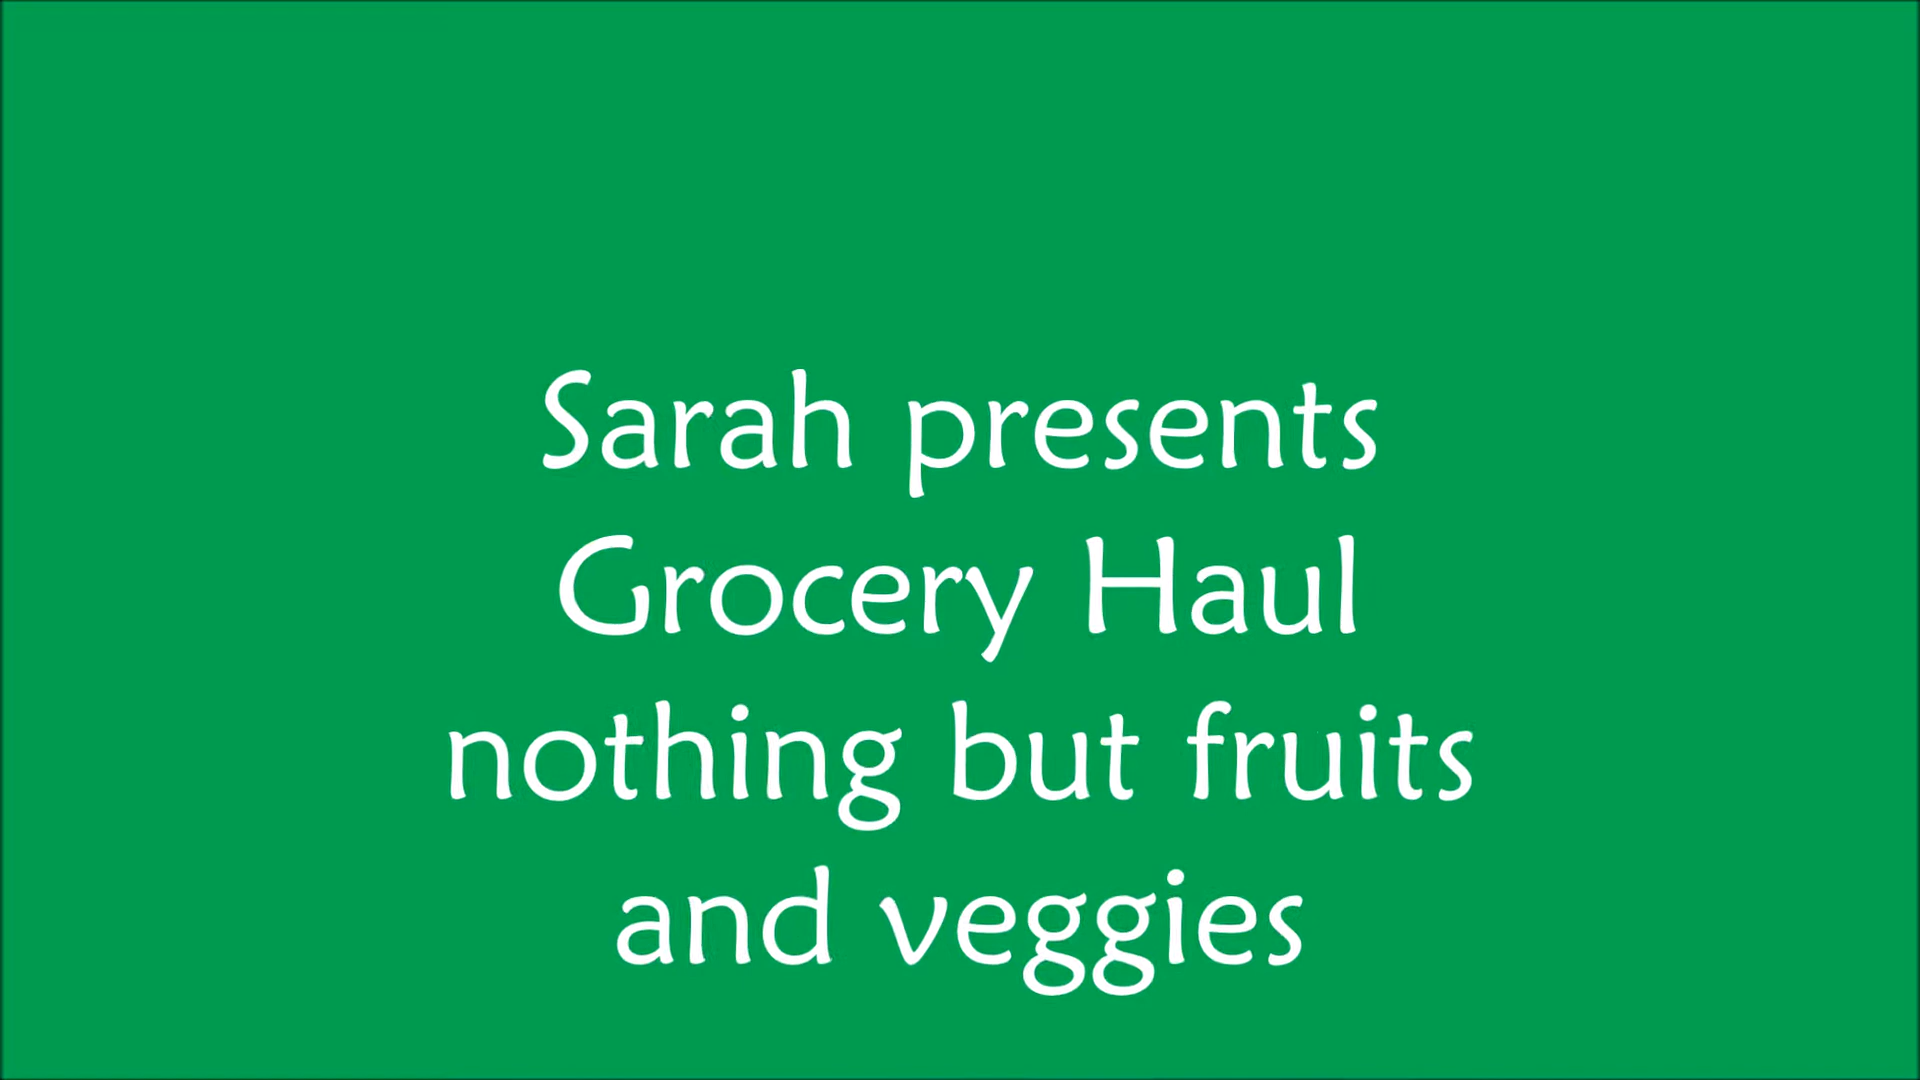 Sarah presents
Grocery Haul
nothing but fruits
and veggies